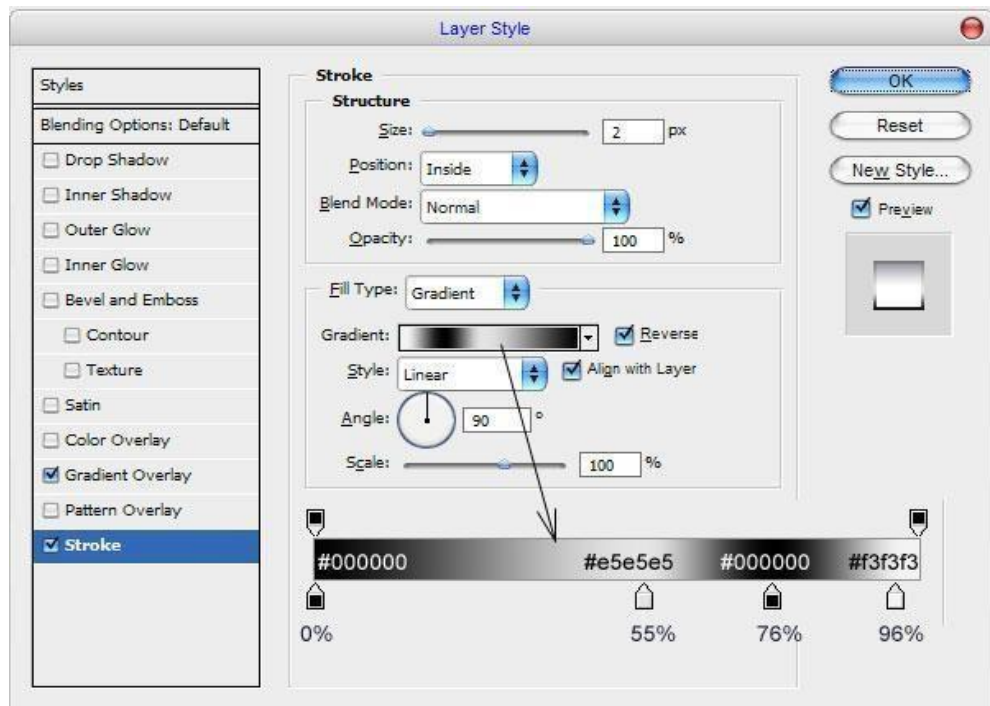 Layer Style
Styles
Blending Options: Default
Drop Shadow
Inner Shadow
Outer Glow
Inner Glow
Bevel and Emboss
Contour
Texture
Satin
Color Overlay
Gradient Overlay
Pattern Overlay
Stroke
Stroke
Structure
Size: 2 px
Position: Inside
Blend Mode: Normal
Opacity: 100 %
Fill Type: Gradient
Gradient: Reverse
Style: Linear Align with Layer
Angle: 90 °
Scale: 100 %
#000000 #e5e5e5 #000000 #f3f3f3
0% 55% 76% 96%
OK
Reset
New Style...
Preview